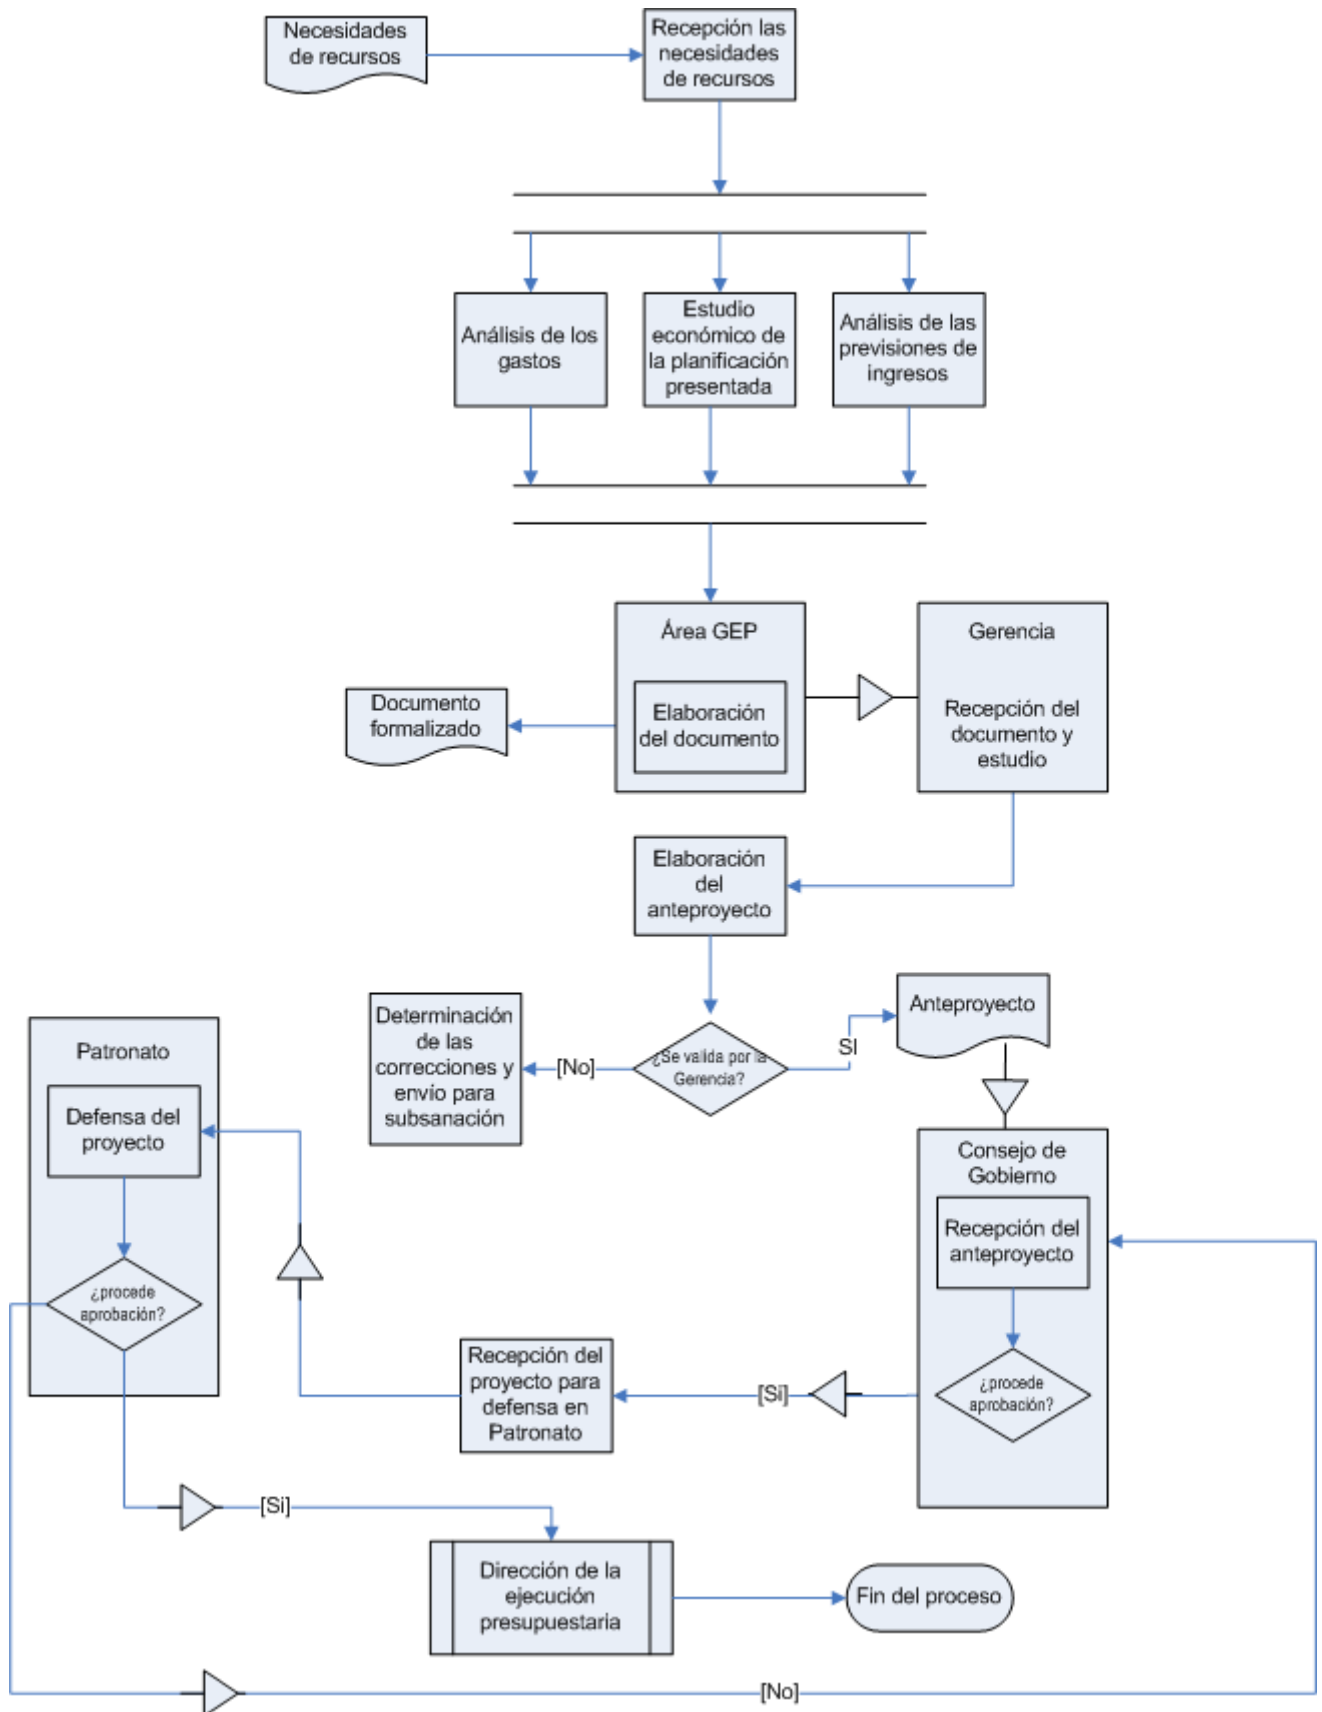 Necesidades
de recursos
Recepción las
necesidades
de recursos
Análisis de los
gastos
Estudio
económico de
la planificación
presentada
Análisis de las
previsiones de
ingresos
Área GEP
Elaboración
del documento
Gerencia
Recepción del
documento y
estudio
Documento
formalizado
Elaboración
del
anteproyecto
¿Se valida por la
Gerencia?
[No]
SI
Determinación
de las
correcciones y
envío para
subsanación
Anteproyecto
Patronato
Defensa del
proyecto
¿procede
aprobación?
Consejo de
Gobierno
Recepción del
anteproyecto
¿procede
aprobación?
[Si]
Recepción del
proyecto para
defensa en
Patronato
[Si]
Dirección de la
ejecución
presupuestaria
Fin del proceso
[No]